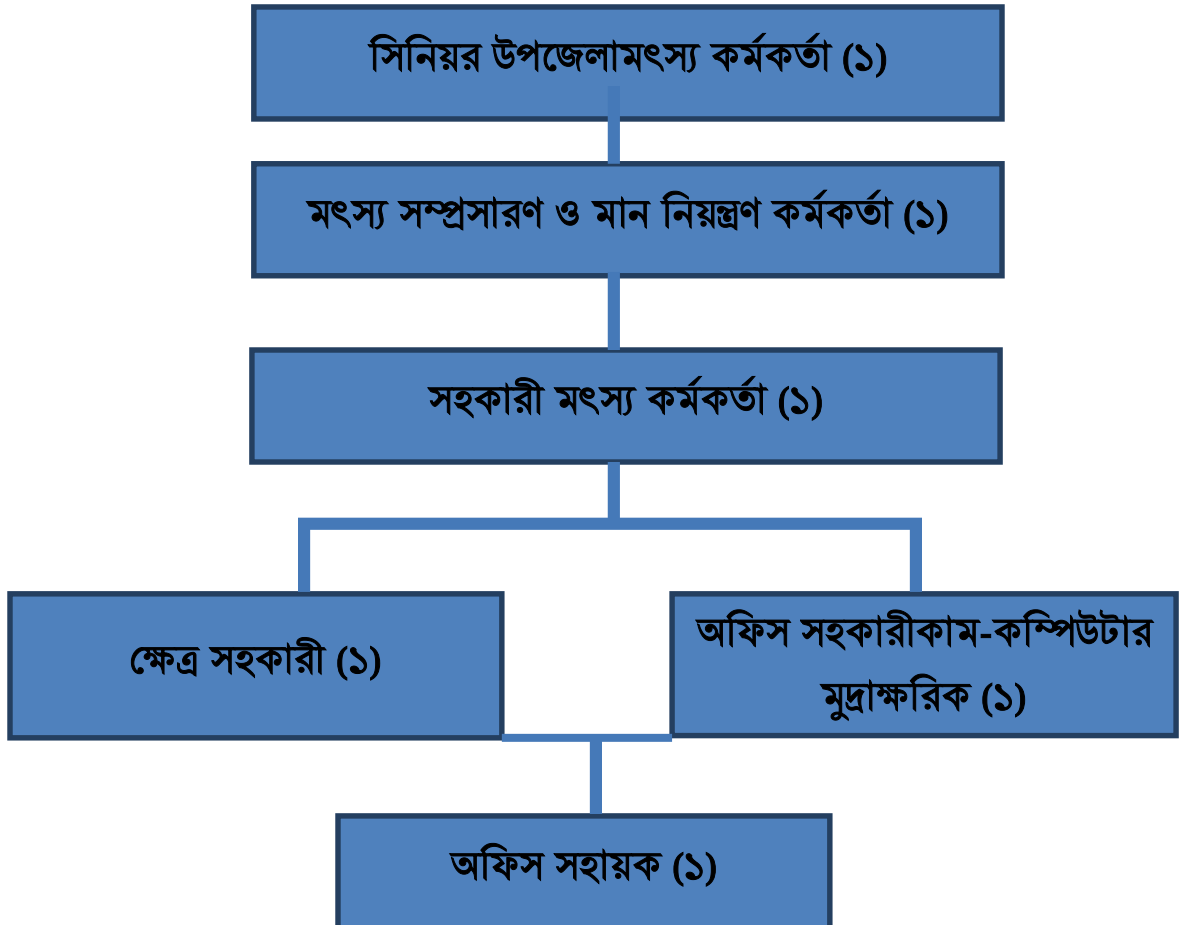 সিনিয়র উপজেলামৎস্য কর্মকর্তা (১)
মৎস্য সম্প্রসারণ ও মান নিয়ন্ত্রণ কর্মকর্তা (১)
সহকারী মৎস্য কর্মকর্তা (১)
ক্ষেত্র সহকারী (১)
অফিস সহকারীকাম-কম্পিউটার
মুদ্রাক্ষরিক (১)
অফিস সহায়ক (১)